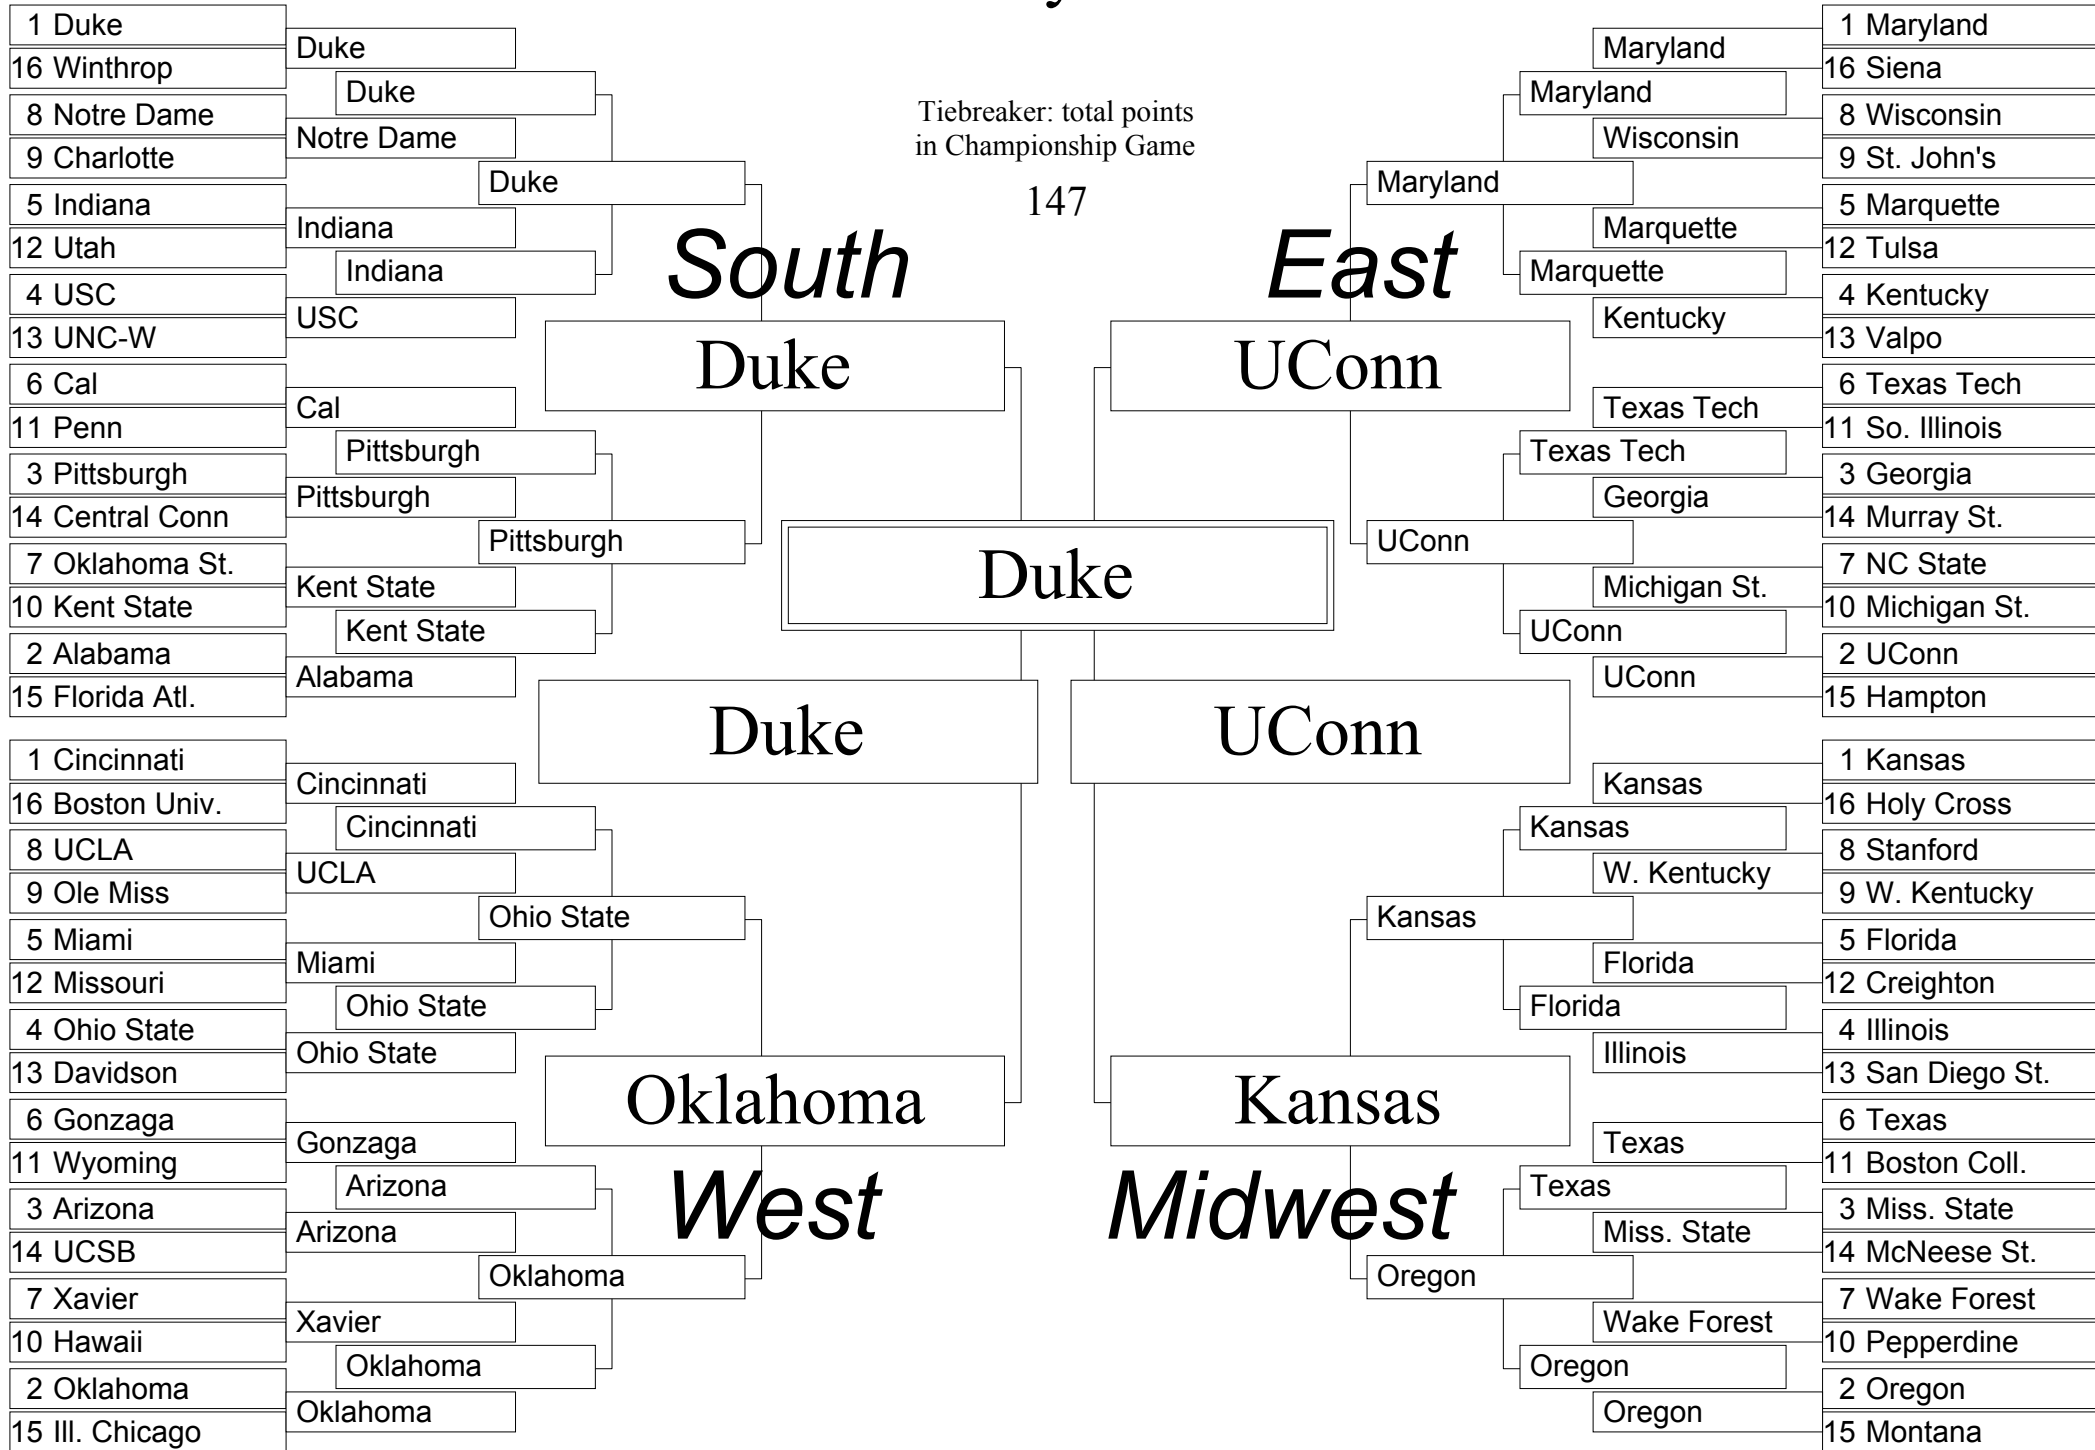 1 Duke
16 Winthrop
8 Notre Dame
9 Charlotte
5 Indiana
12 Utah
4 USC
13 UNC-W
6 Cal
11 Penn
3 Pittsburgh
14 Central Conn
7 Oklahoma St.
10 Kent State
2 Alabama
15 Florida Atl.
Duke
Notre Dame
Indiana
USC
Cal
Pittsburgh
Kent State
Alabama
Duke
Indiana
Pittsburgh
Kent State
Duke
Pittsburgh
South
Duke
1 Cincinnati
16 Boston Univ.
8 UCLA
9 Ole Miss
5 Miami
12 Missouri
4 Ohio State
13 Davidson
6 Gonzaga
11 Wyoming
3 Arizona
14 UCSB
7 Xavier
10 Hawaii
2 Oklahoma
15 Ill. Chicago
Cincinnati
UCLA
Miami
Ohio State
Gonzaga
Arizona
Xavier
Oklahoma
Cincinnati
Ohio State
Arizona
Oklahoma
Ohio State
Oklahoma
Oklahoma
West
Tiebreaker: total points
in Championship Game
147
Duke
Duke
UConn
1 Maryland
16 Siena
8 Wisconsin
9 St. John's
5 Marquette
12 Tulsa
4 Kentucky
13 Valpo
6 Texas Tech
11 So. Illinois
3 Georgia
14 Murray St.
7 NC State
10 Michigan St.
2 UConn
15 Hampton
Maryland
Wisconsin
Marquette
Kentucky
Texas Tech
Georgia
Michigan St.
UConn
Maryland
Marquette
Texas Tech
UConn
Maryland
UConn
East
UConn
1 Kansas
16 Holy Cross
8 Stanford
9 W. Kentucky
5 Florida
12 Creighton
4 Illinois
13 San Diego St.
6 Texas
11 Boston Coll.
3 Miss. State
14 McNeese St.
7 Wake Forest
10 Pepperdine
2 Oregon
15 Montana
Kansas
W. Kentucky
Florida
Illinois
Texas
Miss. State
Wake Forest
Oregon
Kansas
Florida
Texas
Oregon
Kansas
Oregon
Kansas
Midwest